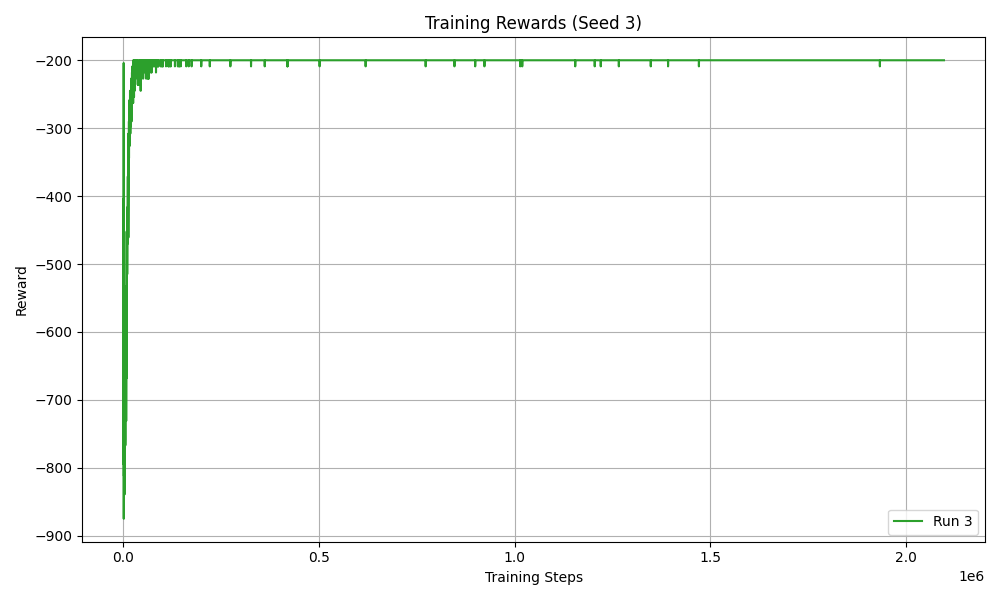 Training Rewards (Seed 3)
Reward
−200
−300
−400
−500
−600
−700
−800
−900
Run 3
0.0 0.5 1.0 1.5 2.0
1e6
Training Steps